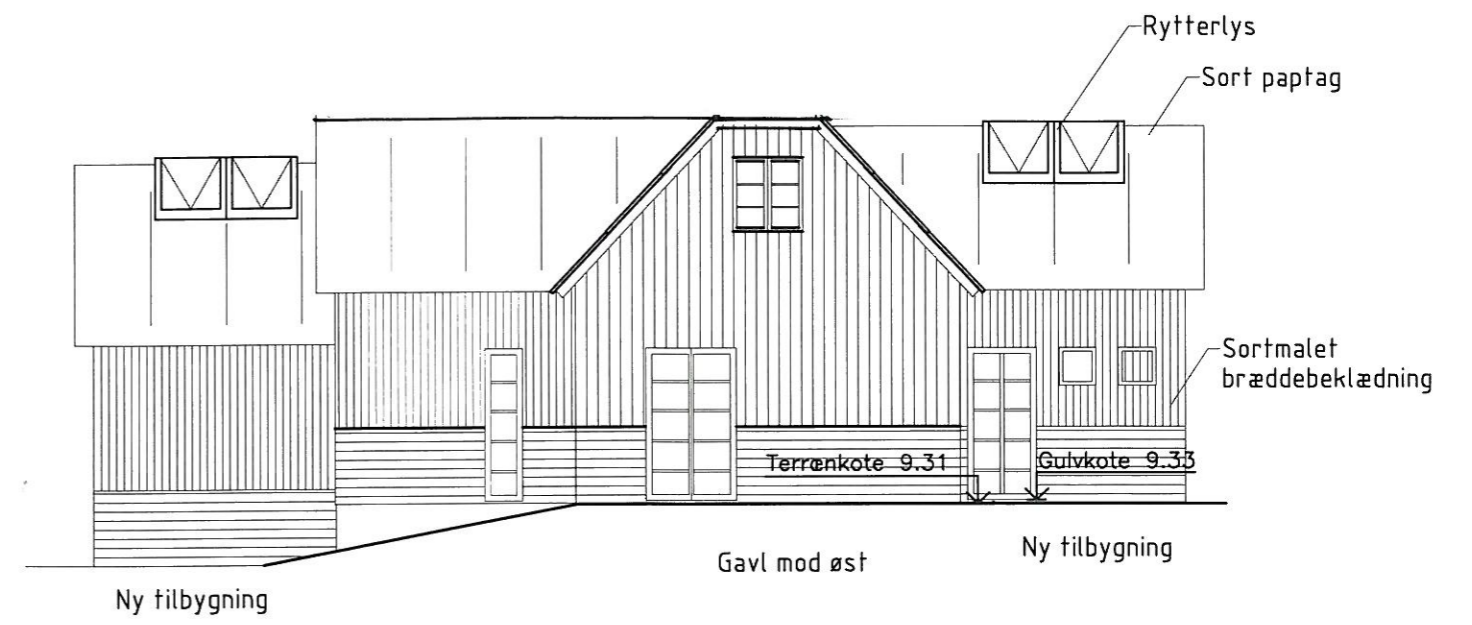 Rytterlys
Sort paptag
Sortmalet
bræddebeklædning
Terrænkote 9.31
Gulvkote 9.33
Gavl mod øst
Ny tilbygning
Ny tilbygning